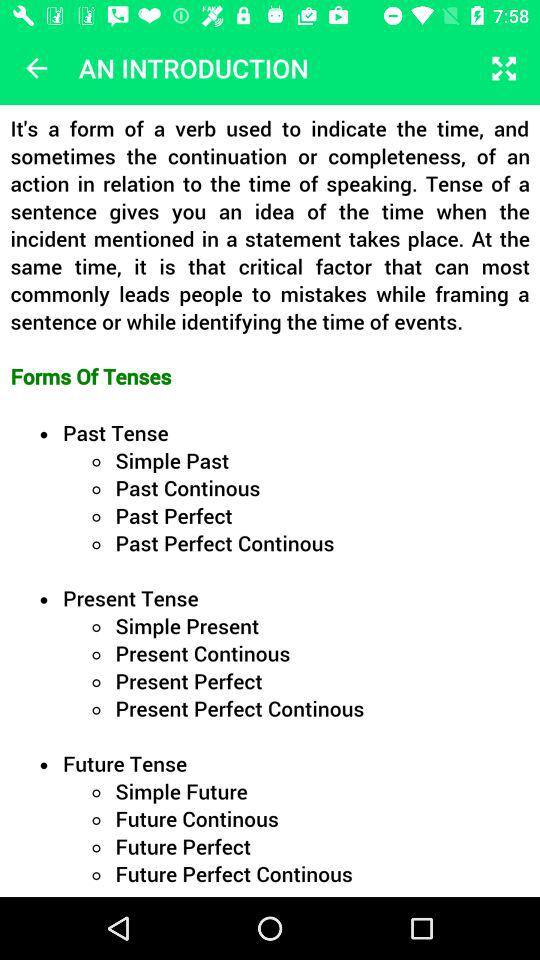 7:58
AN INTRODUCTION
It's a form of a verb used to indicate the time, and
sometimes the continuation or completeness, of an
action in relation to the time of speaking. Tense of a
sentence gives you an idea of the time when the
incident mentioned in a statement takes place. At the
same time, it is that critical factor that can most
commonly leads people to mistakes while framing a
sentence or while identifying the time of events.
Forms Of Tenses
• Past Tense
◦ Simple Past
◦ Past Continous
◦ Past Perfect
◦ Past Perfect Continous
• Present Tense
◦ Simple Present
◦ Present Continous
◦ Present Perfect
◦ Present Perfect Continous
• Future Tense
◦ Simple Future
◦ Future Continous
◦ Future Perfect
◦ Future Perfect Continous